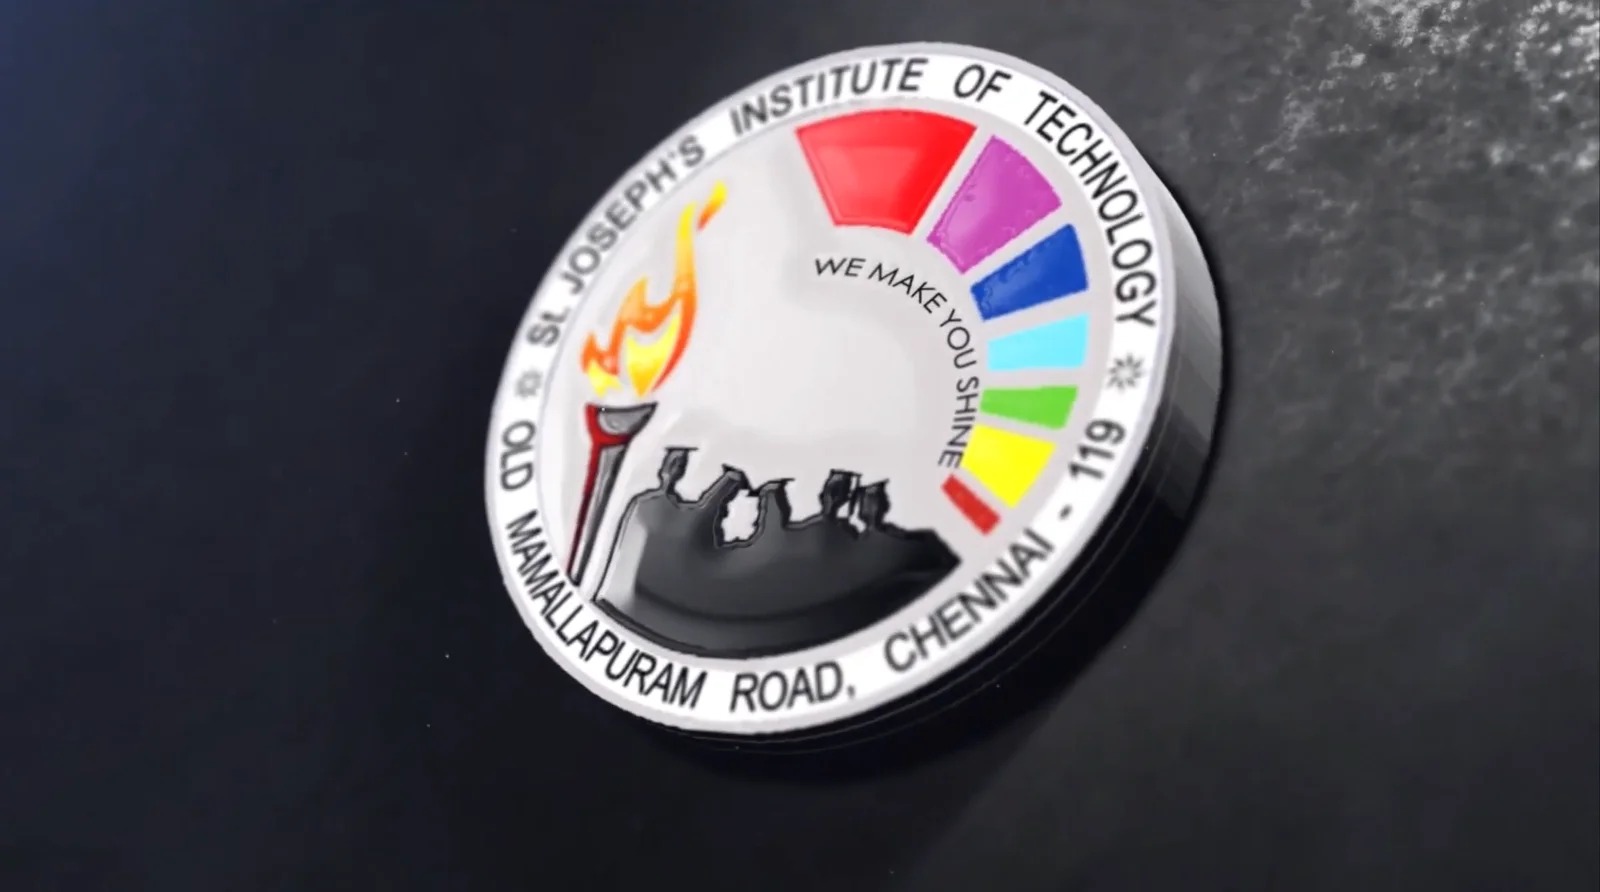 St. JOSEPH'S INSTITUTE OF TECHNOLOGY
WE MAKE YOU SHINE
OLD MAMALLAPURAM ROAD, CHENNAI - 119